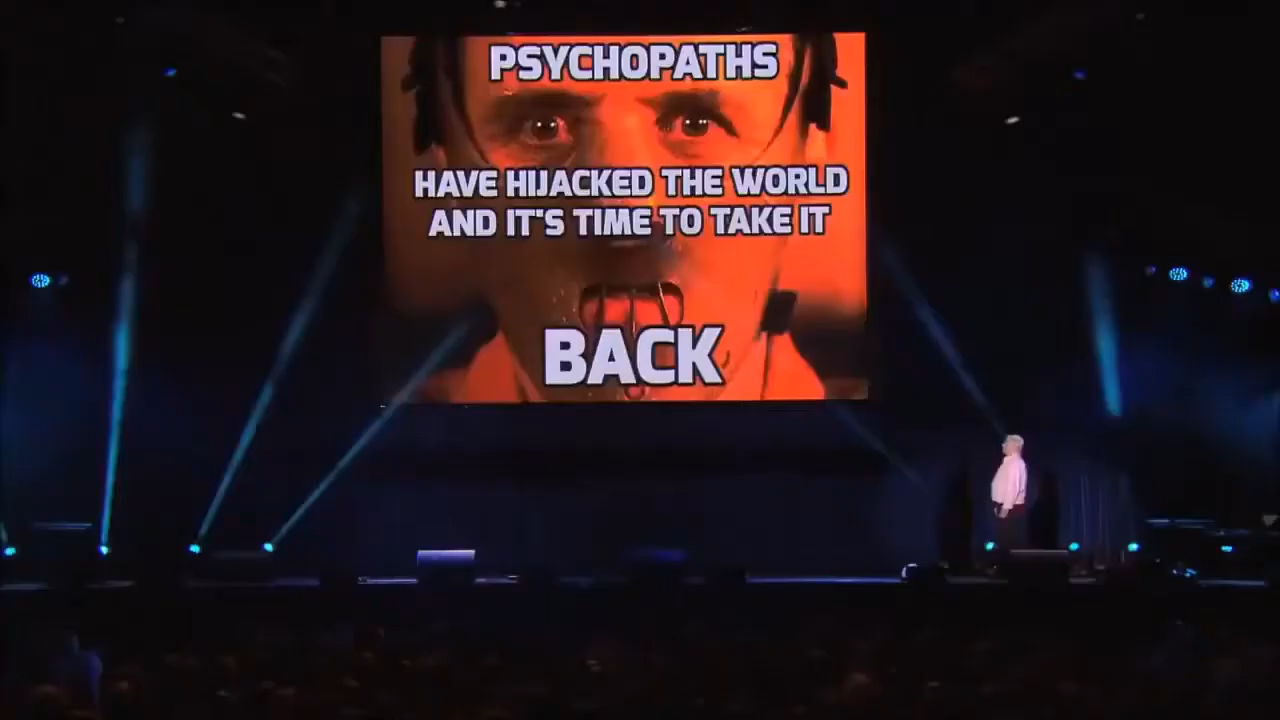 PSYCHOPATHS
HAVE HIJACKED THE WORLD
AND IT'S TIME TO TAKE IT
BACK